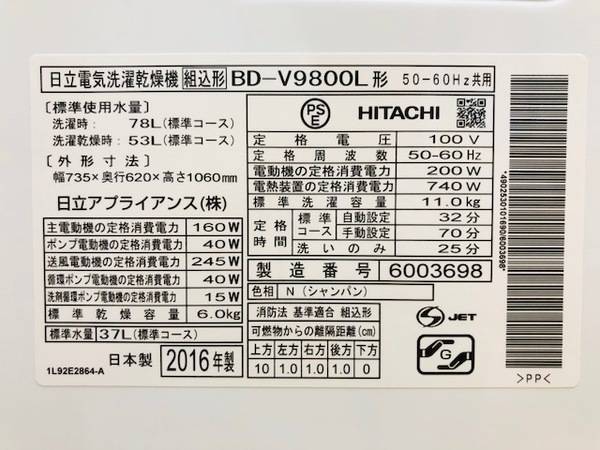 日立電気洗濯乾燥機 組込形 BD-V9800L形 50-60Hz共用
〔標準使用水量〕
洗濯時: 78L(標準コース)
洗濯乾燥時: 53L(標準コース)
〔外形寸法〕
幅735×奥行620×高さ1060mm
日立アプライアンス(株)
主電動機の定格消費電力 160W
ポンプ電動機の定格消費電力 40W
送風電動機の定格消費電力 245W
循環ポンプ電動機の定格消費電力 40W
洗剤循環ポンプ電動機の定格消費電力 15W
標準乾燥容量 6.0kg
標準水量 37L(標準コース)
日本製 2016年製
1L92E2864-A
PSE HITACHI
定格電圧 100V
定格周波数 50-60Hz
電動機の定格消費電力 200W
電熱装置の定格消費電力 740W
標準洗濯容量 11.0kg
定格時間 標準コース 自動設定 32分
手動設定 70分
洗いのみ 25分
製造番号 6003698
色相 N(シャンパン)
消防法 基準適合 組込形
可燃物からの離隔距離(cm)
上方 左方 右方 後方 下方
10 1.0 1.0 1.0 0
S JET
G
*4902530101690/6003698*
>PP<